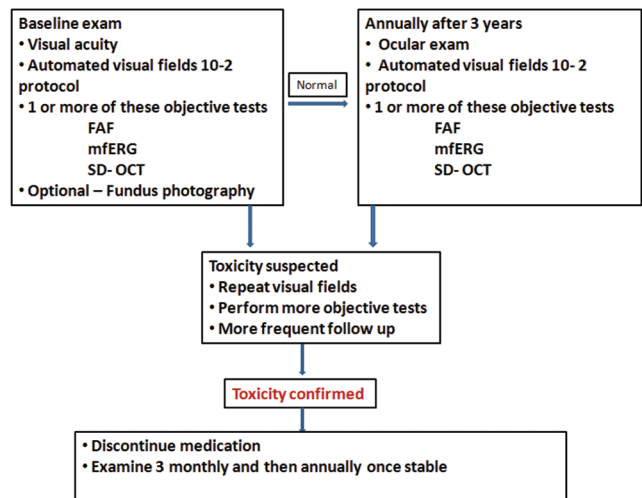 Baseline exam
• Visual acuity
• Automated visual fields 10-2
protocol
• 1 or more of these objective tests
FAF
mfERG
SD- OCT
• Optional – Fundus photography
Normal
Annually after 3 years
• Ocular exam
• Automated visual fields 10- 2
protocol
• 1 or more of these objective tests
FAF
mfERG
SD- OCT
Toxicity suspected
• Repeat visual fields
• Perform more objective tests
• More frequent follow up
Toxicity confirmed
• Discontinue medication
• Examine 3 monthly and then annually once stable